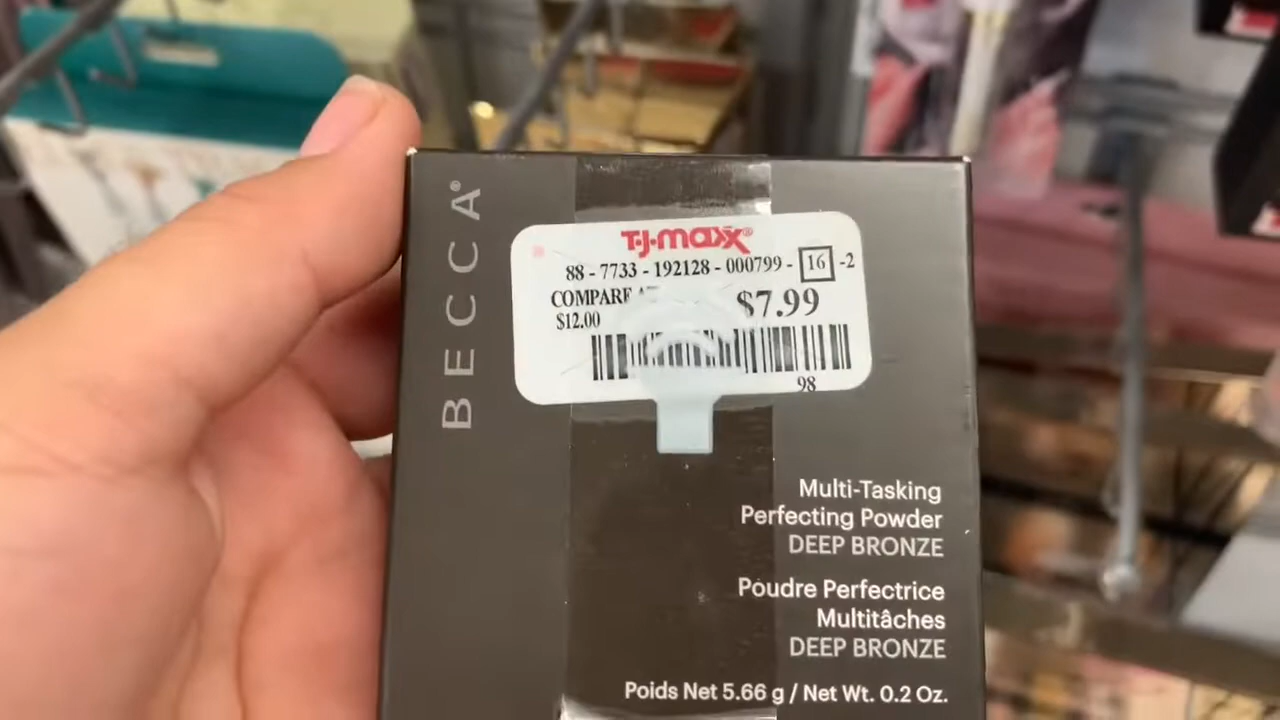 BECCA®
T·J·maxx®
88 - 7733 - 192128 - 000799 - 16 -2
COMPARE
$7.99
$12.00
98
Multi-Tasking
Perfecting Powder
DEEP BRONZE
Poudre Perfectrice
Multitâches
DEEP BRONZE
Poids Net 5.66 g / Net Wt. 0.2 Oz.